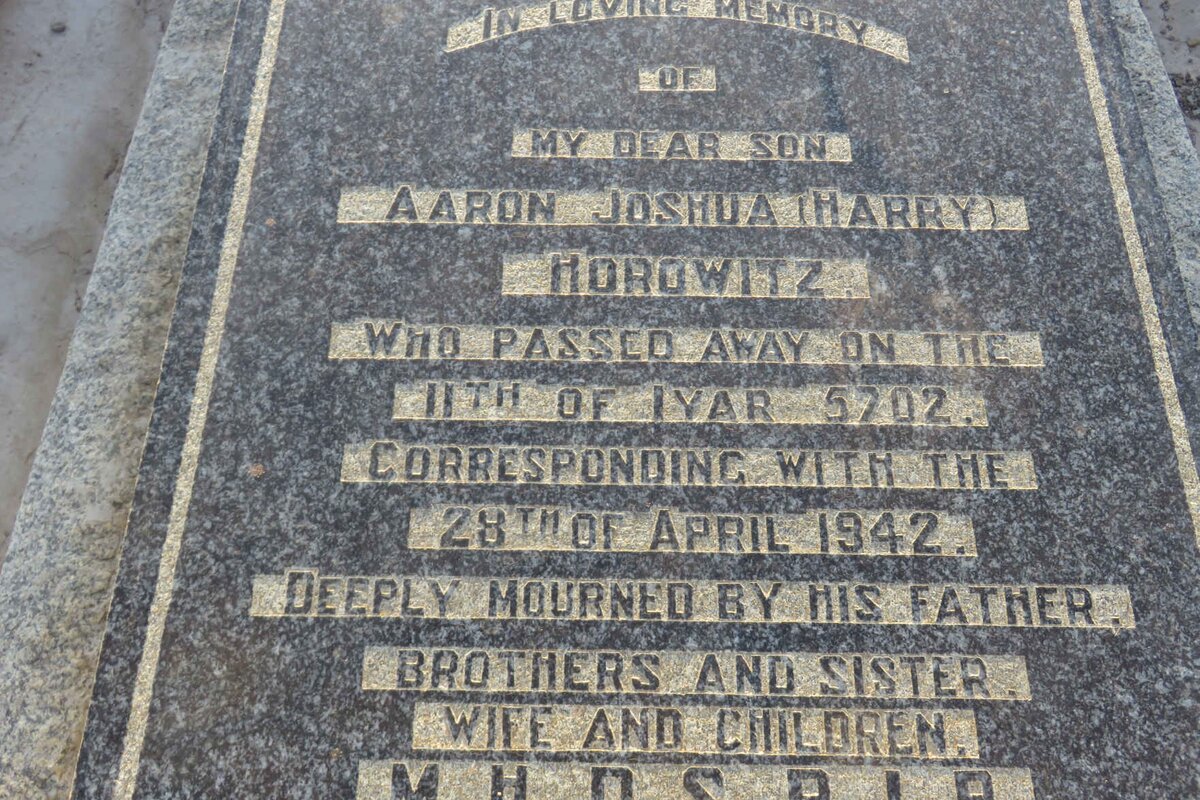 IN LOVING MEMORY
OF
MY DEAR SON
AARON JOSHUA (HARRY)
HOROWITZ.
WHO PASSED AWAY ON THE
11TH OF IYAR 5702.
CORRESPONDING WITH THE
28TH OF APRIL 1942.
DEEPLY MOURNED BY HIS FATHER.
BROTHERS AND SISTER.
WIFE AND CHILDREN.
M.H.D.S.R.I.P.